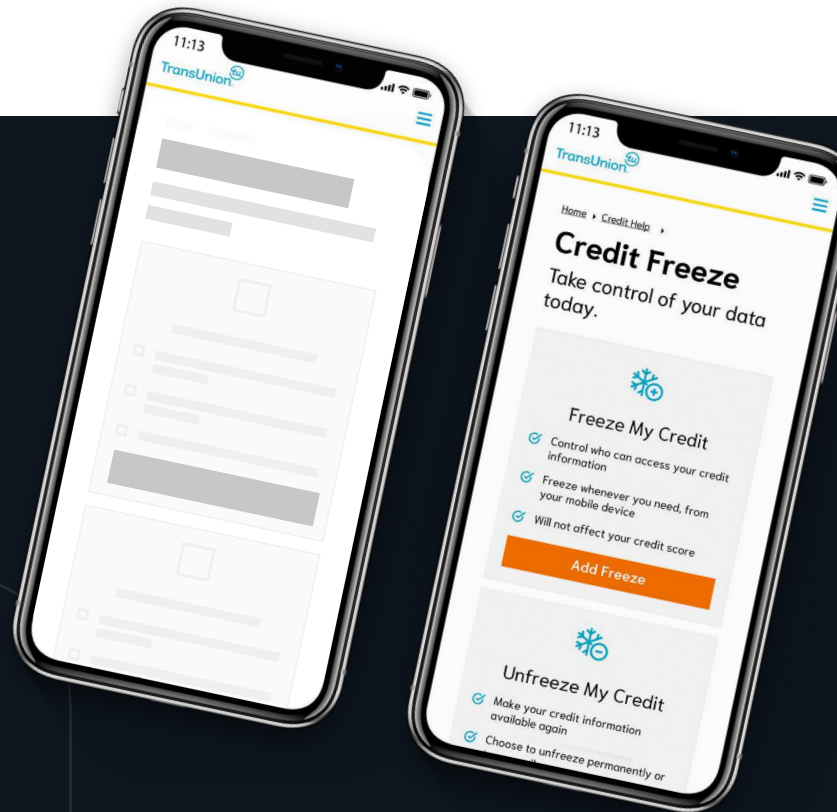 11:13
TransUnion
tu
11:13
TransUnion
tu
Home
Credit Help
Credit Freeze
Take control of your data
today.
Freeze My Credit
Control who can access your credit
information
Freeze whenever you need, from
your mobile device
Will not affect your credit score
Add Freeze
Unfreeze My Credit
Make your credit information
available again
Choose to unfreeze permanently or